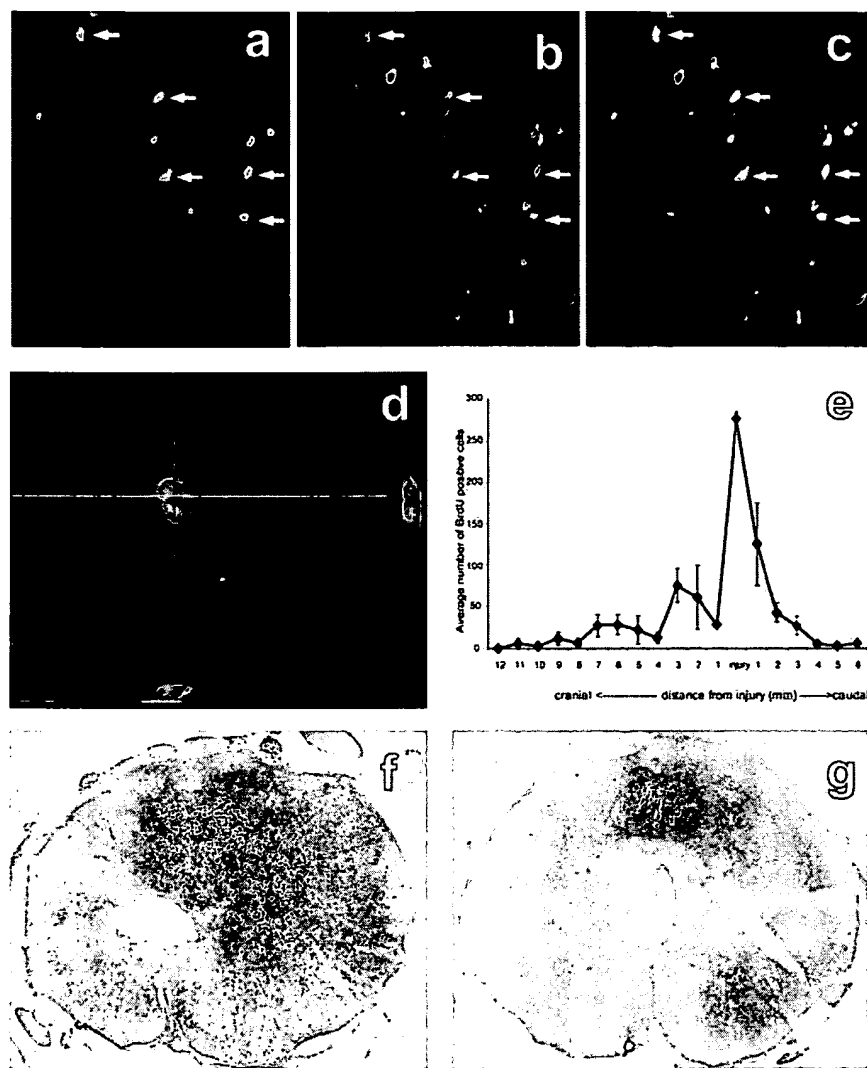 a
b
c
d
e
Average number of BrdU positive cells
300
250
200
150
100
50
0
12 11 10 9 8 7 6 5 4 3 2 1 injury 1 2 3 4 5 6
cranial <-------- distance from injury (mm) ------>caudal
f
g